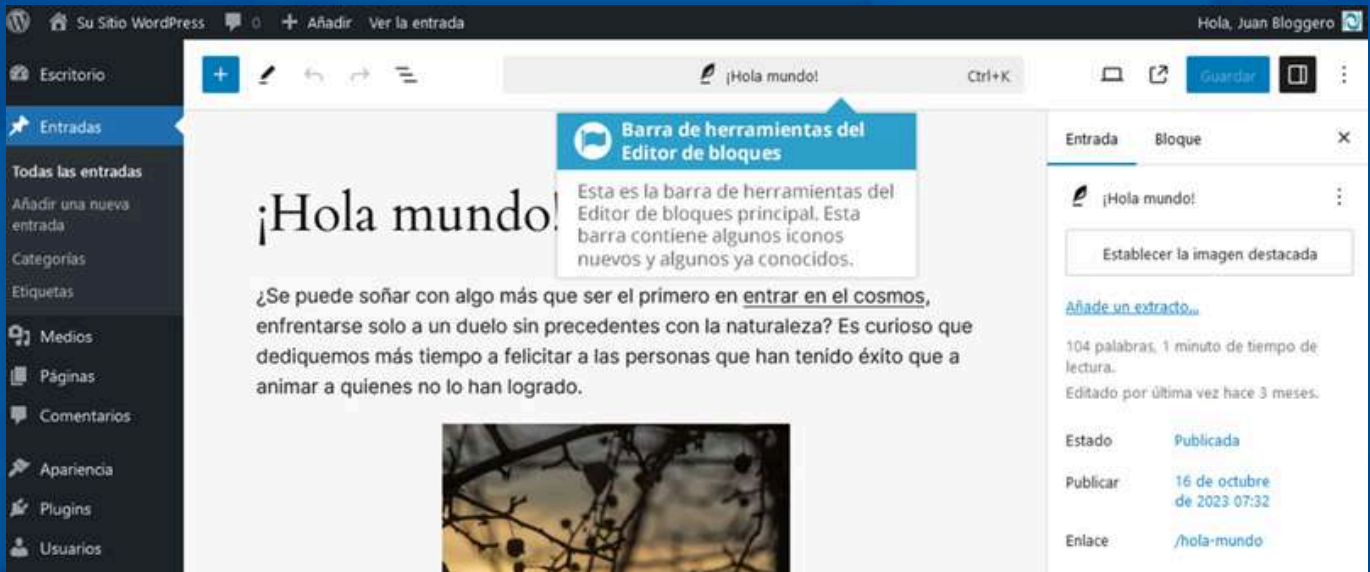 Su Sitio WordPress 0 + Añadir Ver la entrada Hola, Juan Bloggero
Escritorio
Entradas
Todas las entradas
Añadir una nueva
entrada
Categorías
Etiquetas
Medios
Páginas
Comentarios
Apariencia
Plugins
Usuarios
+ ¡Hola mundo! Ctrl+K Guardar
Barra de herramientas del
Editor de bloques
Esta es la barra de herramientas del
Editor de bloques principal. Esta
barra contiene algunos iconos
nuevos y algunos ya conocidos.
¡Hola mundo!
¿Se puede soñar con algo más que ser el primero en entrar en el cosmos,
enfrentarse solo a un duelo sin precedentes con la naturaleza? Es curioso que
dediquemos más tiempo a felicitar a las personas que han tenido éxito que a
animar a quienes no lo han logrado.
Entrada Bloque ×
¡Hola mundo!
Establecer la imagen destacada
Añade un extracto...
104 palabras, 1 minuto de tiempo de
lectura.
Editado por última vez hace 3 meses.
Estado Publicada
Publicar 16 de octubre
de 2023 07:32
Enlace /hola-mundo